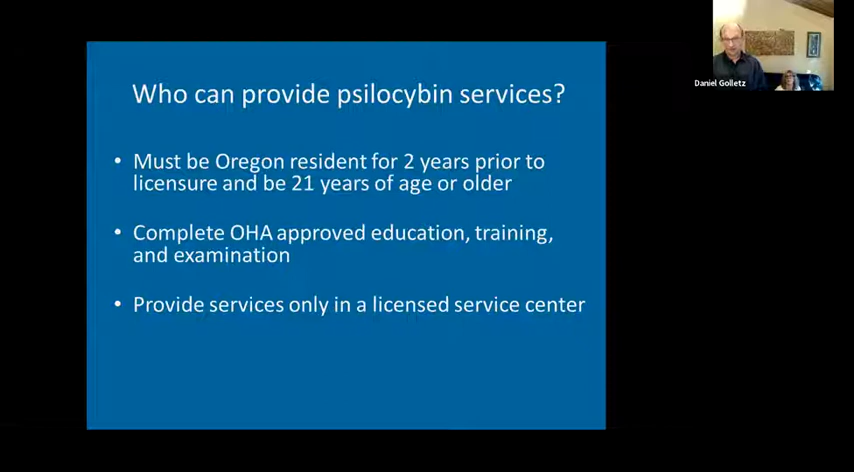 Who can provide psilocybin services?
• Must be Oregon resident for 2 years prior to
licensure and be 21 years of age or older
• Complete OHA approved education, training,
and examination
• Provide services only in a licensed service center
Daniel Golletz